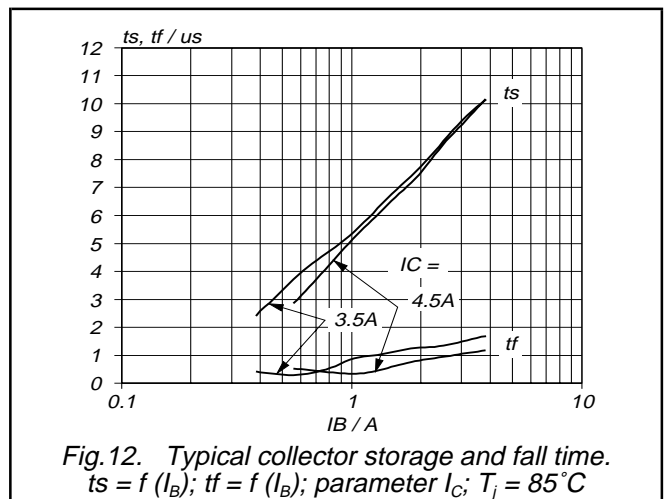 ts, tf / us
12
11
10
9
8
7
6
5
4
3
2
1
0
ts
IC =
4.5A
3.5A
tf
0.1
1
10
IB / A
Fig.12. Typical collector storage and fall time.
ts = f (IB); tf = f (IB); parameter IC; Tj = 85˚C